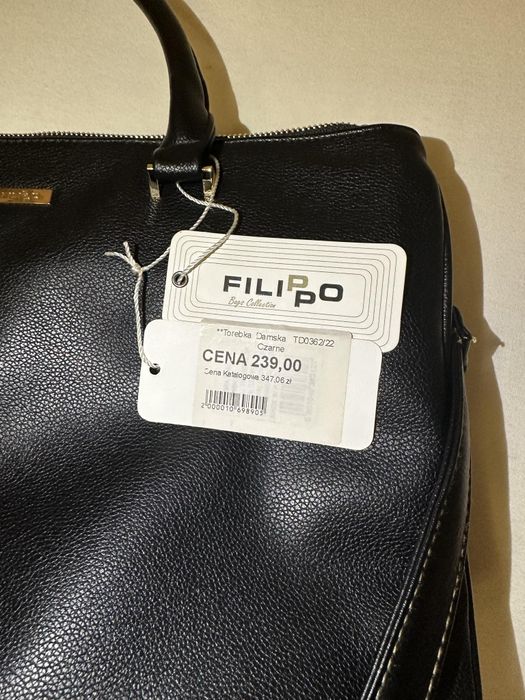 FILIPPO
Bags Collection
**Torebka Damska TD0362/22
Czarne
CENA 239,00
Cena Katalogowa 347,06 zł
2000010698905